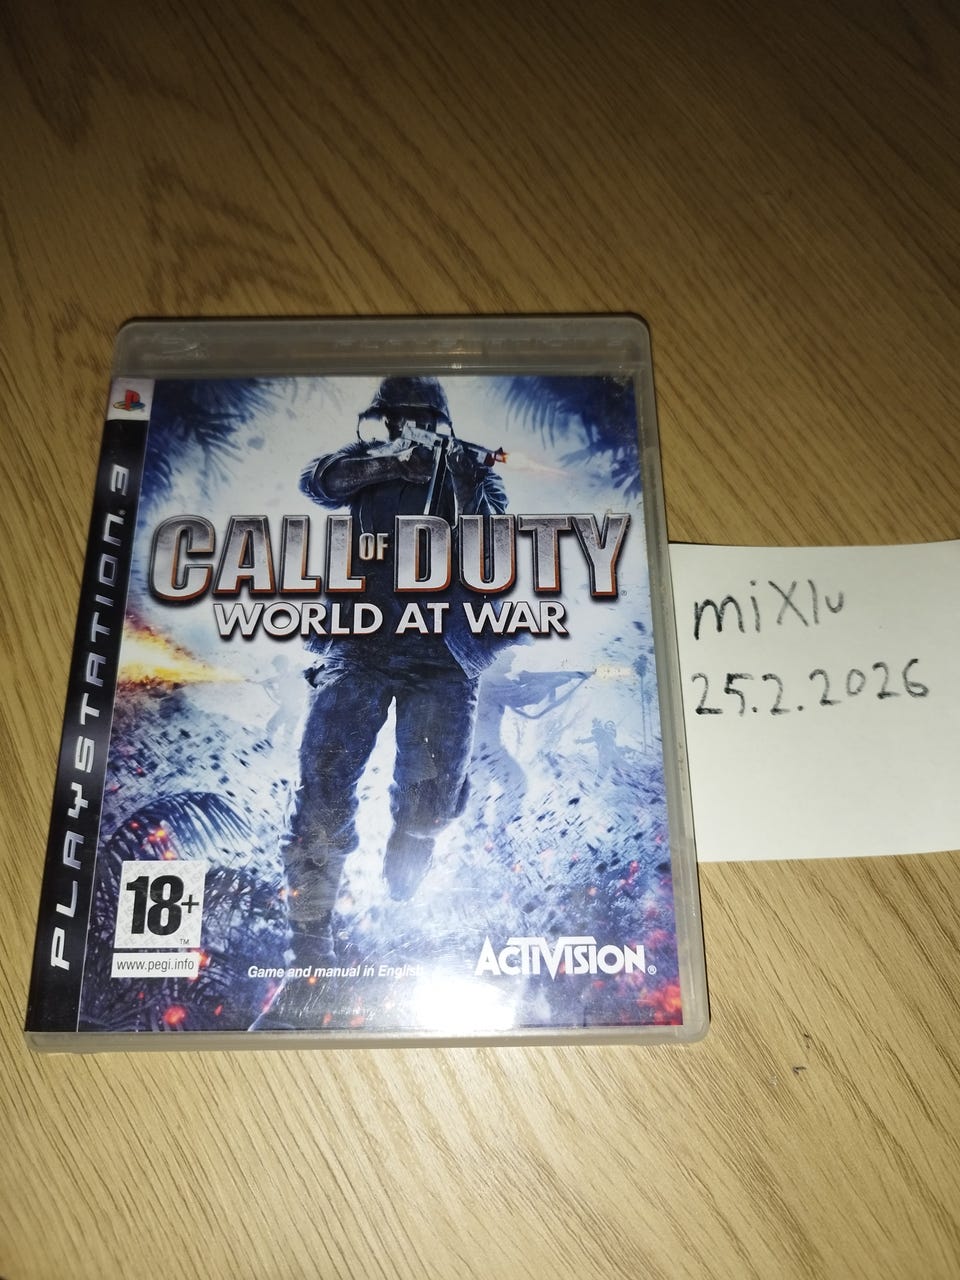 PLAYSTATION 3
CALL OF DUTY®
WORLD AT WAR
miXlu
25.2.2026
18+™
www.pegi.info
Game and manual in English
ACTIVISION®